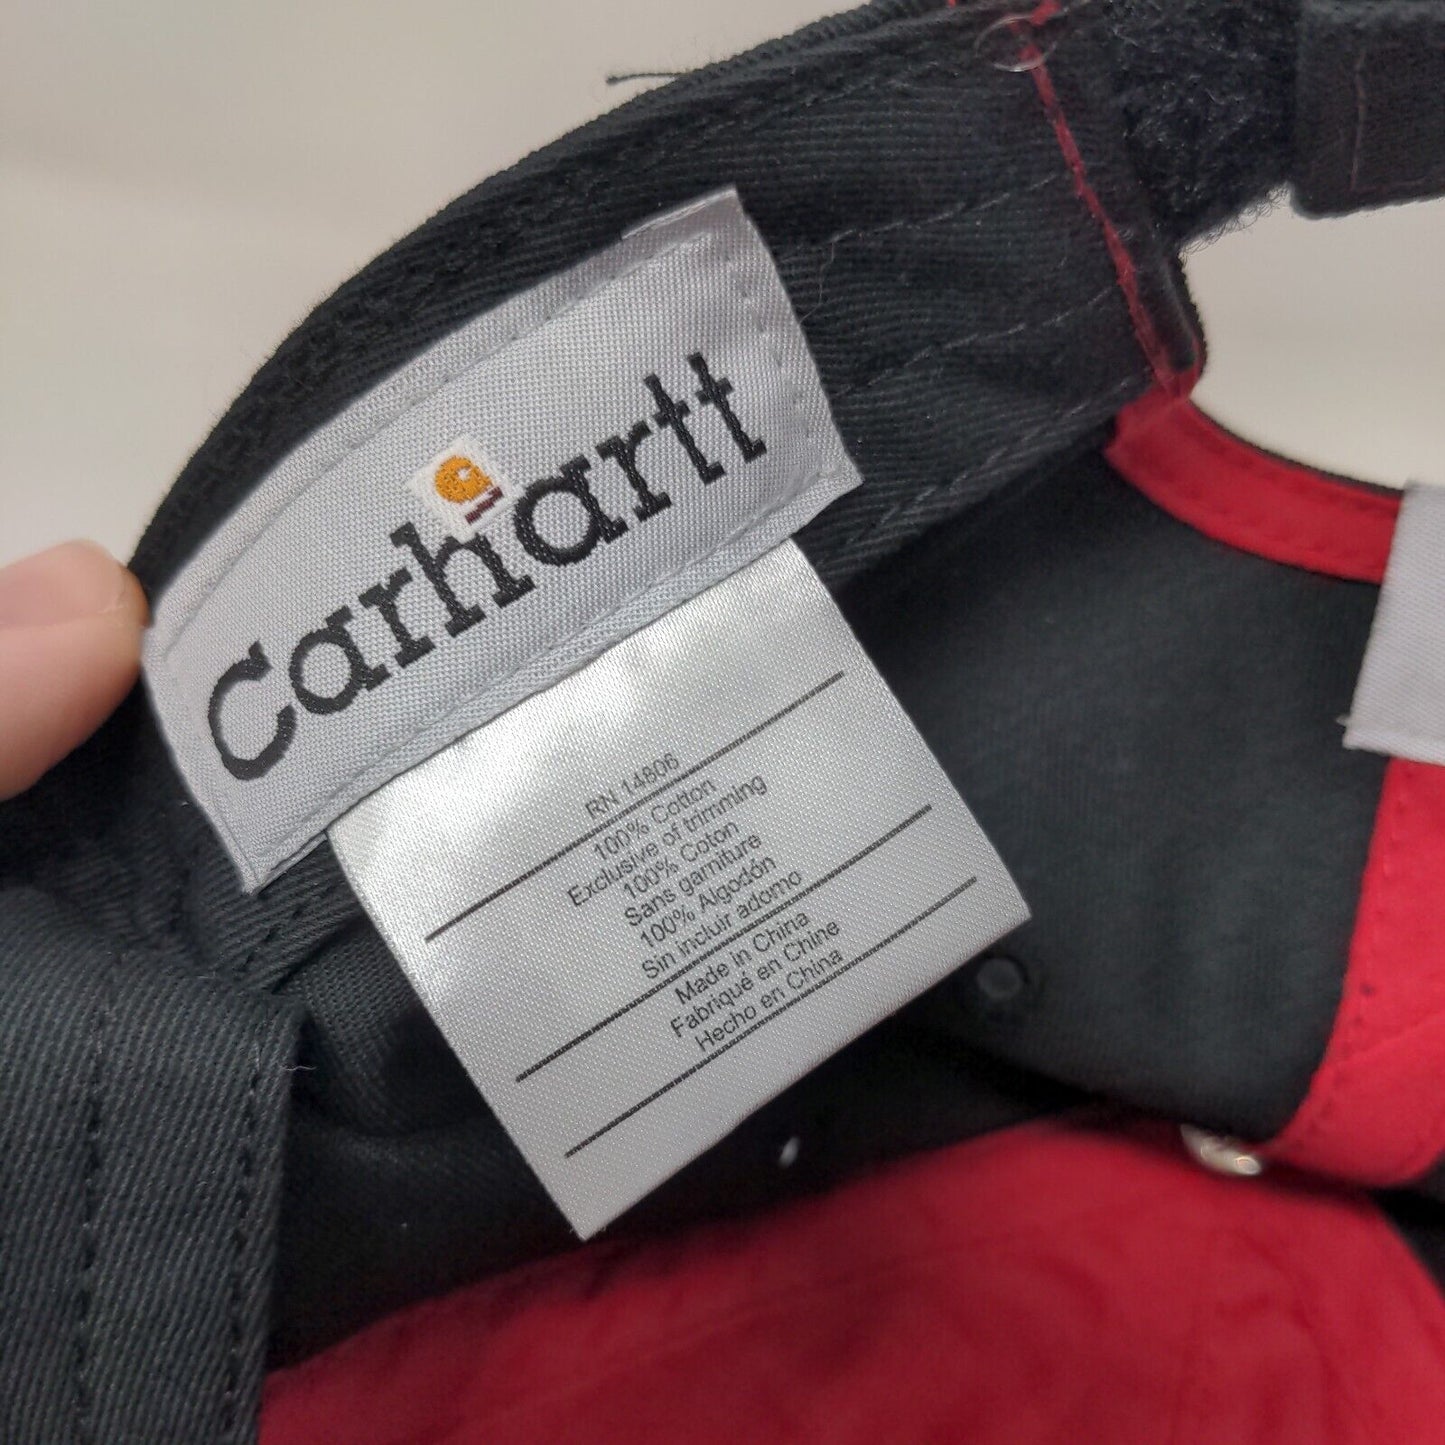 Carhartt
RN 14806
100% Cotton
Exclusive of trimming
100% Coton
Sans garniture
100% Algodón
Sin incluir adorno
Made in China
Fabriqué en Chine
Hecho en China